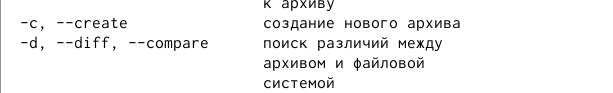 к архиву
-c, --create создание нового архива
-d, --diff, --compare поиск различий между
архивом и файловой
системой